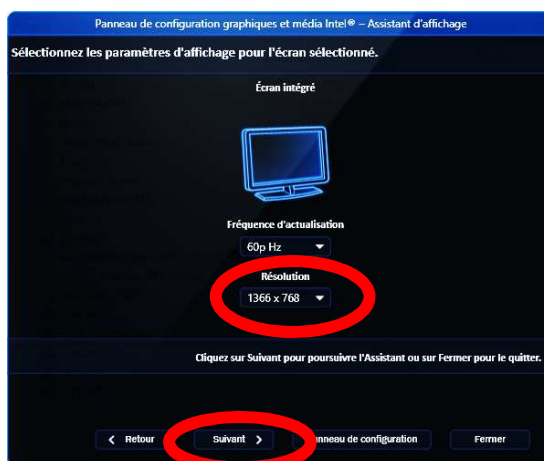 Panneau de configuration graphiques et média Intel® – Assistant d'affichage
Sélectionnez les paramètres d'affichage pour l'écran sélectionné.
Écran intégré
Fréquence d'actualisation
60p Hz
Résolution
1366 x 768
Cliquez sur Suivant pour poursuivre l'Assistant ou sur Fermer pour le quitter.
Retour Suivant de configuration Fermer